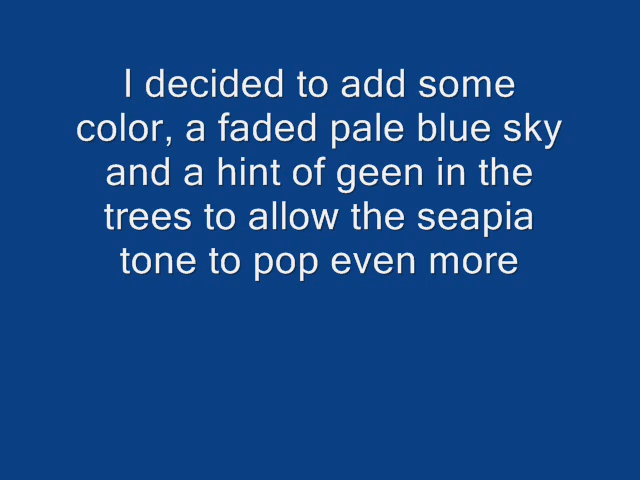 I decided to add some
color, a faded pale blue sky
and a hint of geen in the
trees to allow the seapia
tone to pop even more